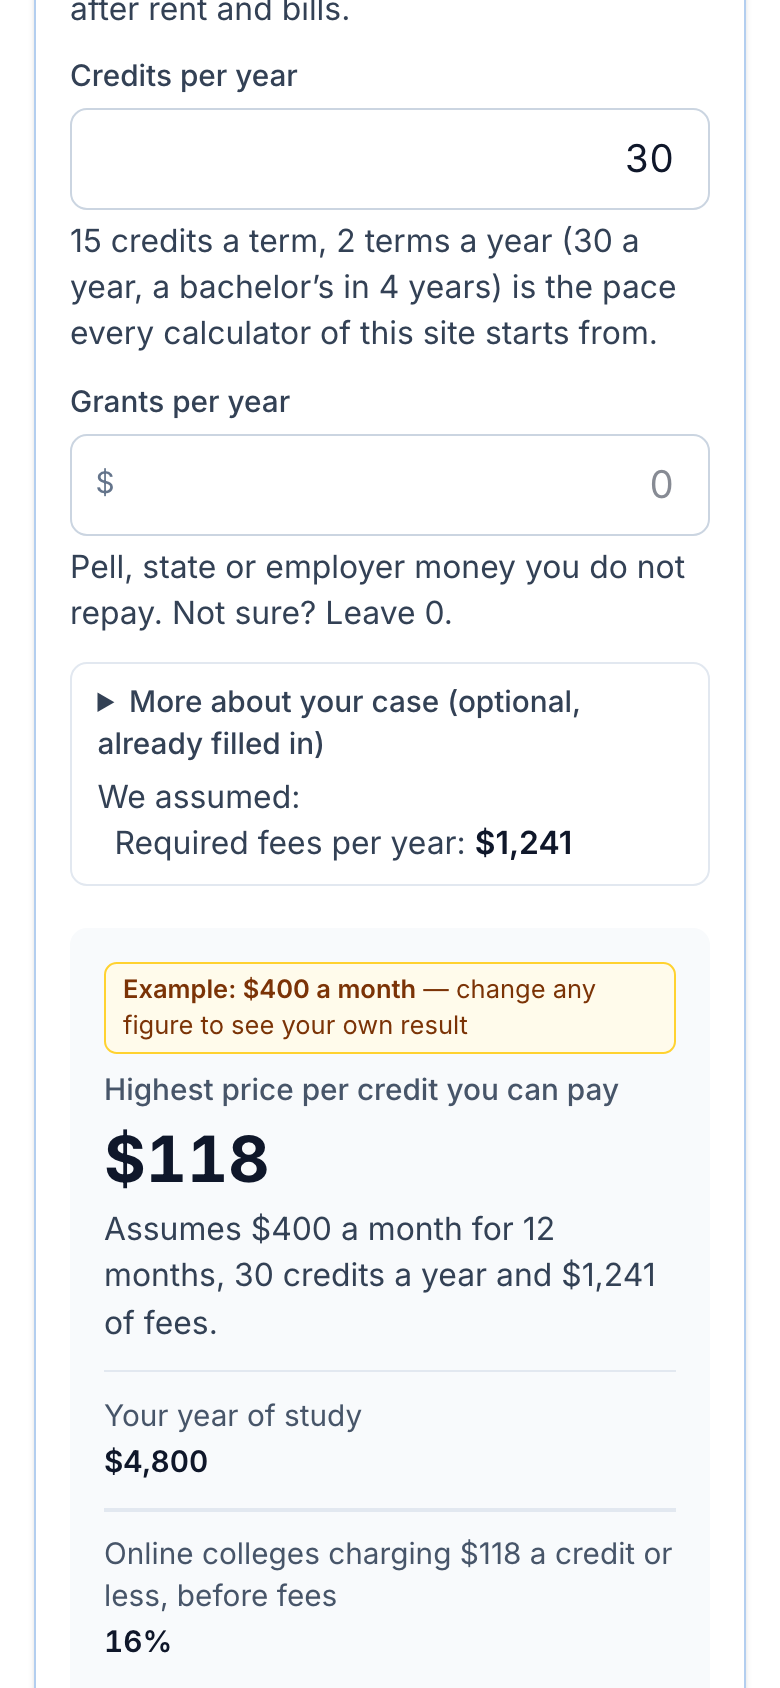 after rent and bills.
Credits per year
30
15 credits a term, 2 terms a year (30 a
year, a bachelor’s in 4 years) is the pace
every calculator of this site starts from.
Grants per year
$ 0
Pell, state or employer money you do not
repay. Not sure? Leave 0.
▶ More about your case (optional,
already filled in)
We assumed:
Required fees per year: $1,241
Example: $400 a month — change any
figure to see your own result
Highest price per credit you can pay
$118
Assumes $400 a month for 12
months, 30 credits a year and $1,241
of fees.
Your year of study
$4,800
Online colleges charging $118 a credit or
less, before fees
16%